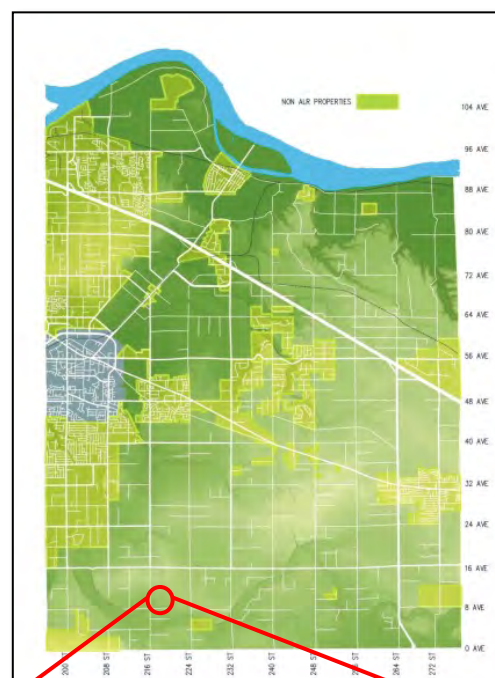 NON ALR PROPERTIES
104 AVE
96 AVE
88 AVE
80 AVE
72 AVE
64 AVE
56 AVE
48 AVE
40 AVE
32 AVE
24 AVE
16 AVE
8 AVE
0 AVE
200 ST
208 ST
216 ST
224 ST
232 ST
240 ST
248 ST
256 ST
264 ST
272 ST